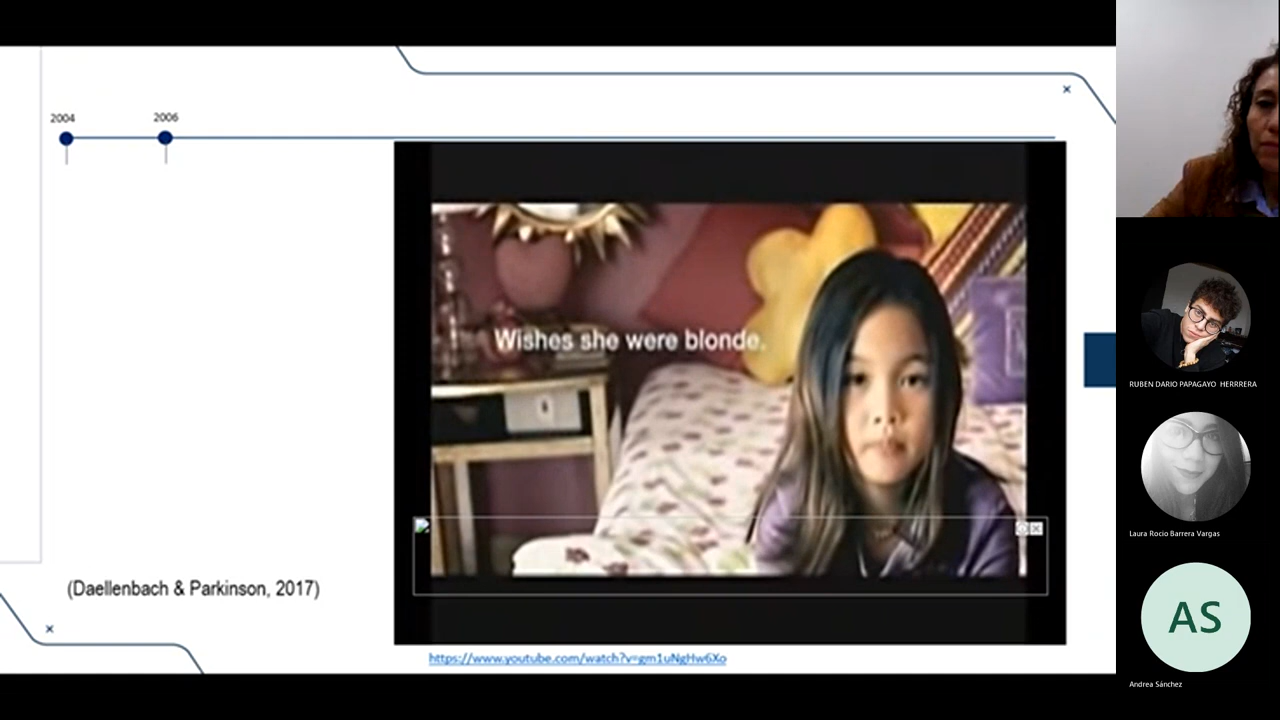 2004
2006
Wishes she were blonde.
(Daellenbach & Parkinson, 2017)
https://www.youtube.com/watch?v=gm1uNgHw6Xo
RUBEN DARIO PAPAGAYO HERRRERA
Laura Rocio Barrera Vargas
AS
Andrea Sánchez